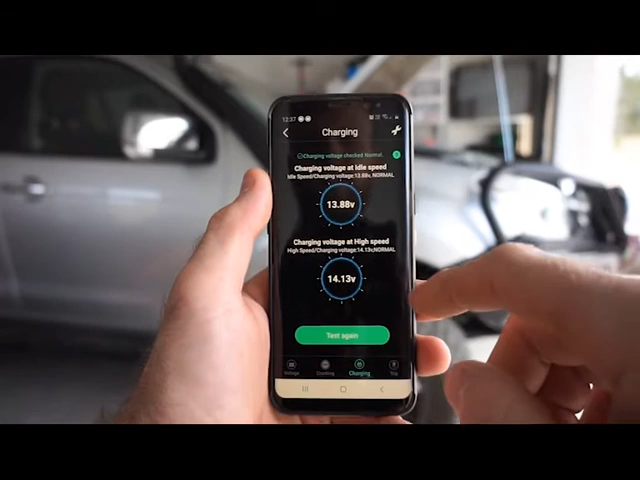 12:37
Charging
Charging voltage checked Normal.
Charging voltage at Idle speed
Idle Speed/Charging voltage:13.88v, NORMAL
13.88v
Charging voltage at High speed
High Speed/Charging voltage:14.13v,NORMAL
14.13v
Test again
Voltage Cranking Charging Trip